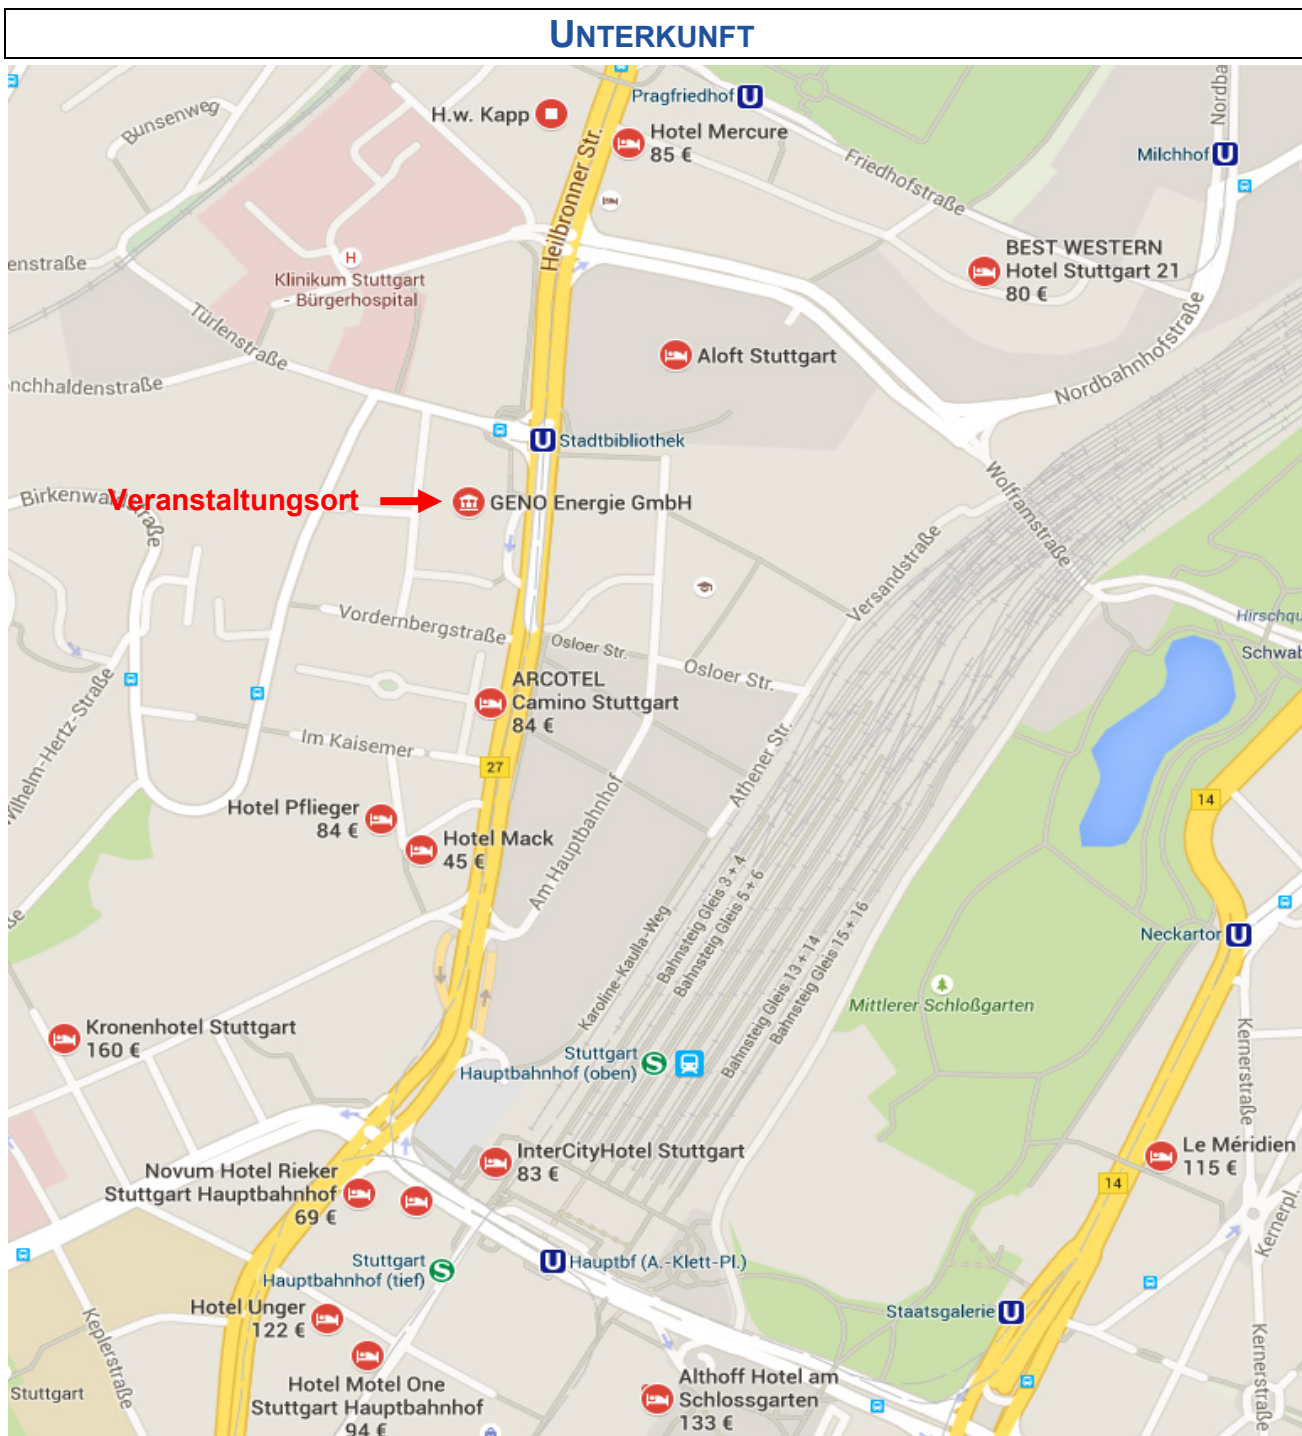 UNTERKUNFT
Pragfriedhof U
H.w. Kapp
Hotel Mercure
85 €
Bunsenweg
Heilbronner Str.
Friedhofstraße
Milchhof U
Nordba
H
Klinikum Stuttgart
- Bürgerhospital
enstraße
BEST WESTERN
Hotel Stuttgart 21
80 €
Türlenstraße
Aloft Stuttgart
Nordbahnhofstraße
nchhaldenstraße
U Stadtbibliothek
Wolframstraße
Birkenwaldstraße
Veranstaltungsort
GENO Energie GmbH
Versandstraße
Vordernbergstraße
Osloer Str.
Osloer Str.
Hirschqu
Schwab
Wilhelm-Hertz-Straße
ARCOTEL
Camino Stuttgart
84 €
Im Kaisemer
27
Athener Str.
14
Hotel Pflieger
84 €
Hotel Mack
45 €
Am Hauptbahnhof
Bahnsteig Gleis 3 + 4
Bahnsteig Gleis 5 + 6
Bahnsteig Gleis 13 + 14
Bahnsteig Gleis 15 + 16
Karoline-Kaulla-Weg
ße
Neckartor U
Mittlerer Schloßgarten
Kronenhotel Stuttgart
160 €
Stuttgart
Hauptbahnhof (oben) S
Kernerstraße
InterCityHotel Stuttgart
83 €
Le Méridien
115 €
Novum Hotel Rieker
Stuttgart Hauptbahnhof
69 €
14
Kernerpl.
Stuttgart
Hauptbahnhof (tief) S
U Hauptbf (A.-Klett-Pl.)
Hotel Unger
122 €
Staatsgalerie U
Keplerstraße
Kernerstraße
Stuttgart
Hotel Motel One
Stuttgart Hauptbahnhof
94 €
Althoff Hotel am
Schlossgarten
133 €